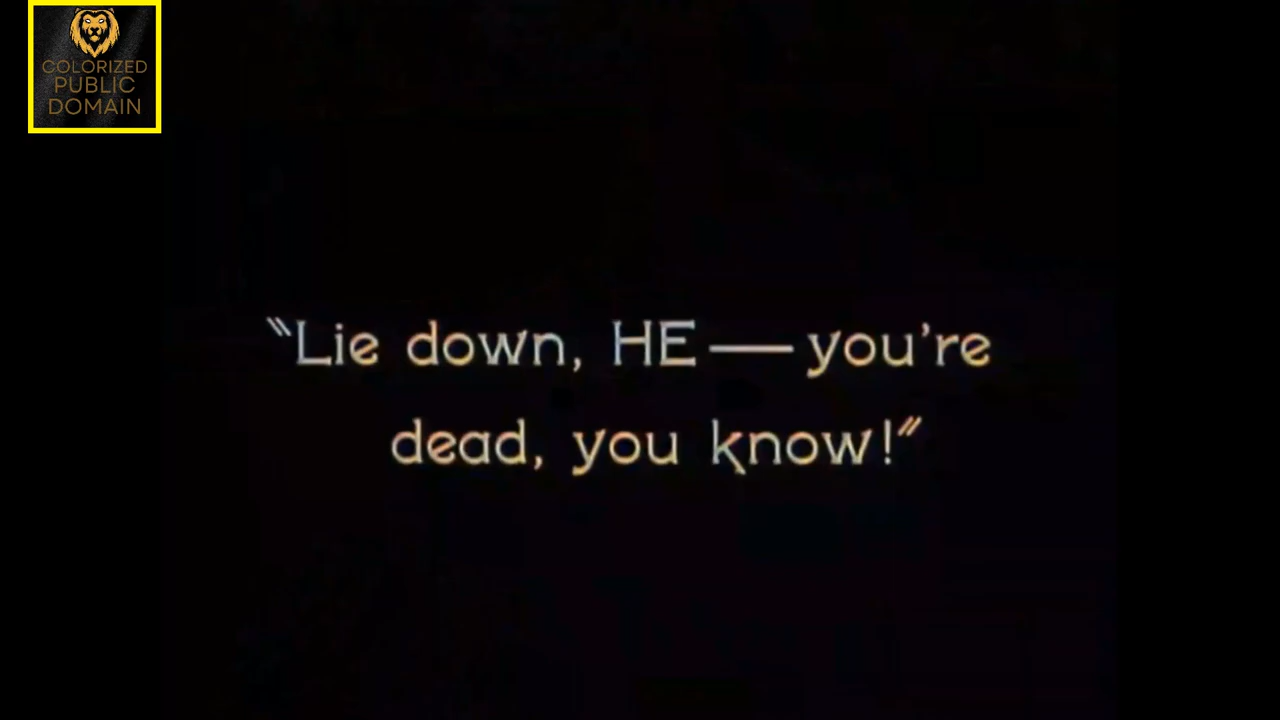 COLORIZED
PUBLIC
DOMAIN
“Lie down, HE — you’re
dead, you know!”